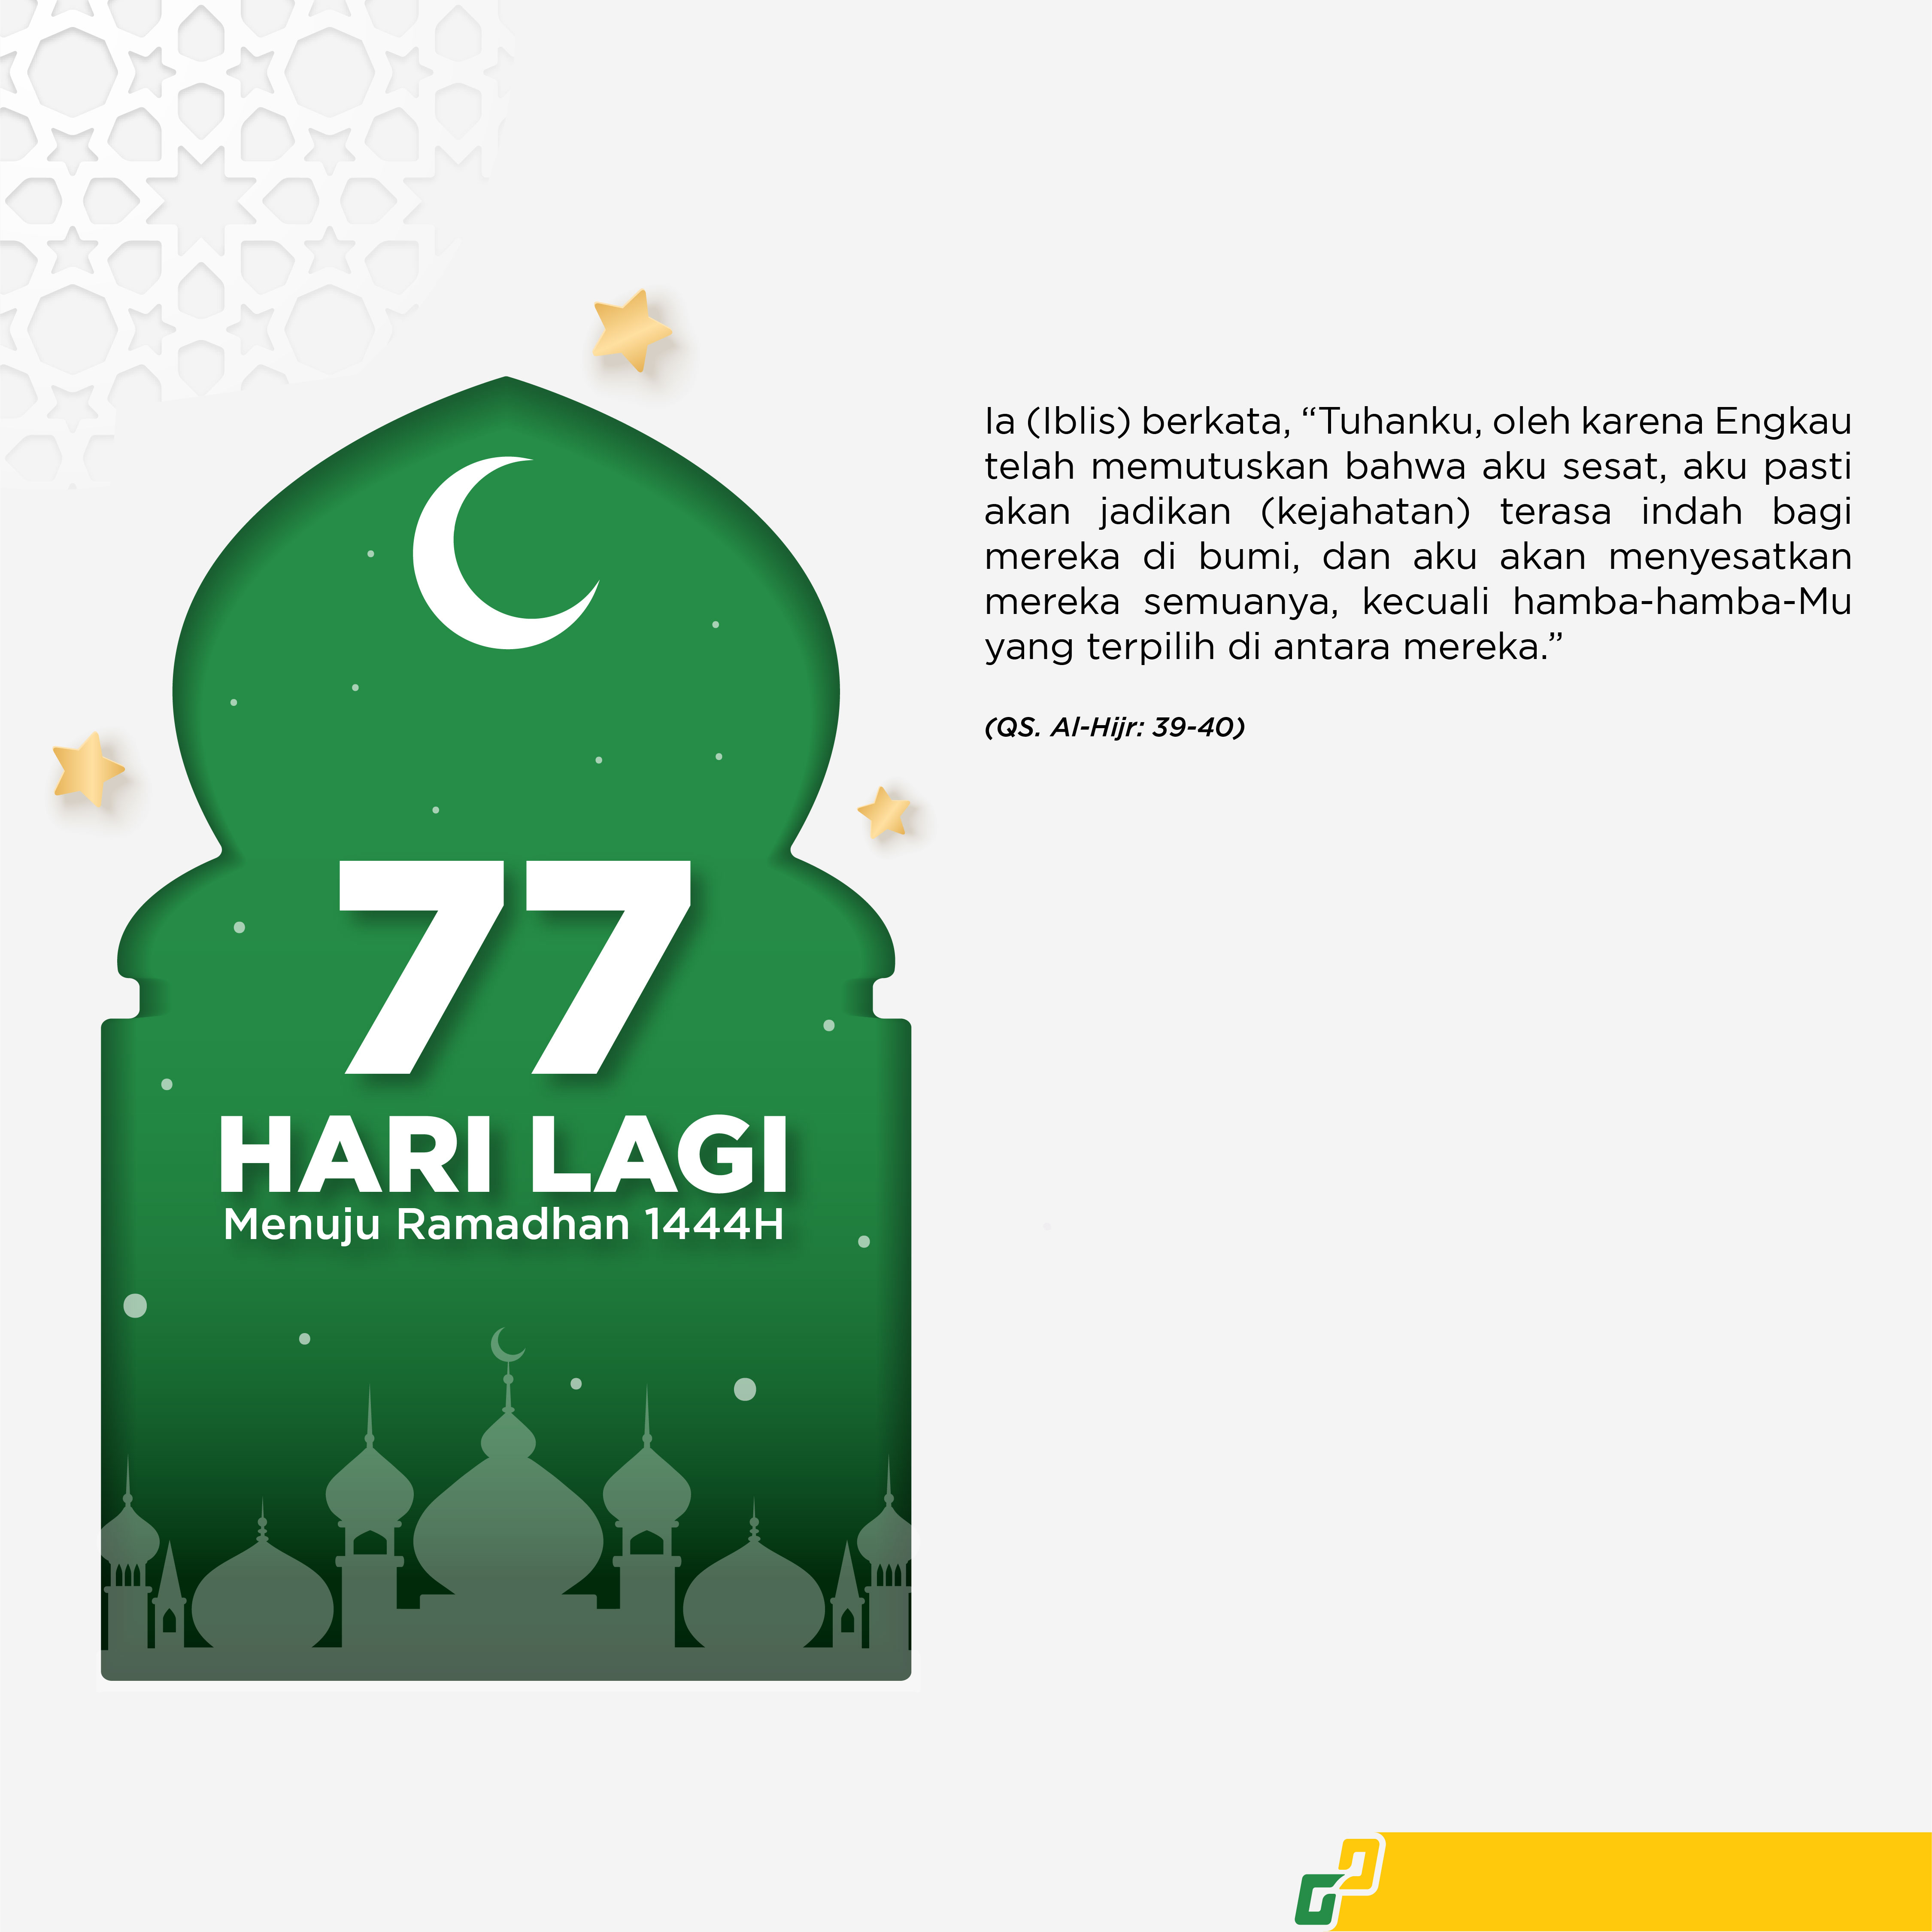 77
HARI LAGI
Menuju Ramadhan 1444H
Ia (Iblis) berkata, “Tuhanku, oleh karena Engkau
telah memutuskan bahwa aku sesat, aku pasti
akan jadikan (kejahatan) terasa indah bagi
mereka di bumi, dan aku akan menyesatkan
mereka semuanya, kecuali hamba-hamba-Mu
yang terpilih di antara mereka.”
(QS. Al-Hijr: 39-40)